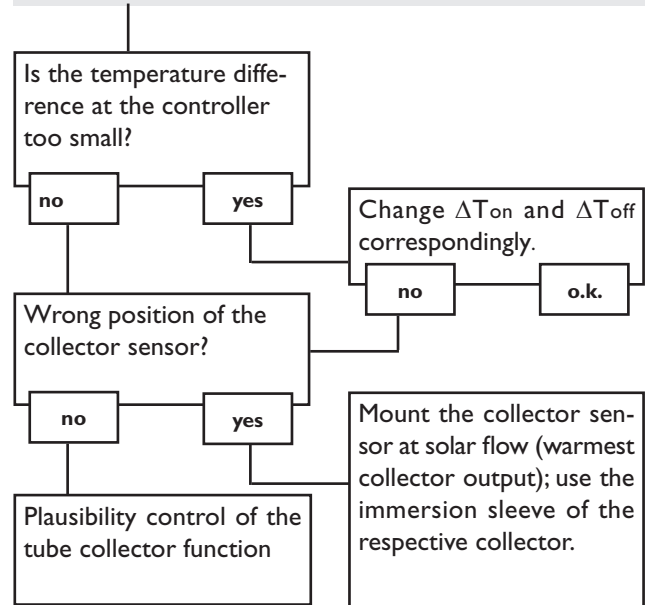 Is the temperature diffe-
rence at the controller
too small?
no
yes
Change ΔTon and ΔToff
correspondingly.
no
o.k.
Wrong position of the
collector sensor?
no
yes
Mount the collector sen-
sor at solar flow (warmest
collector output); use the
immersion sleeve of the
respective collector.
Plausibility control of the
tube collector function